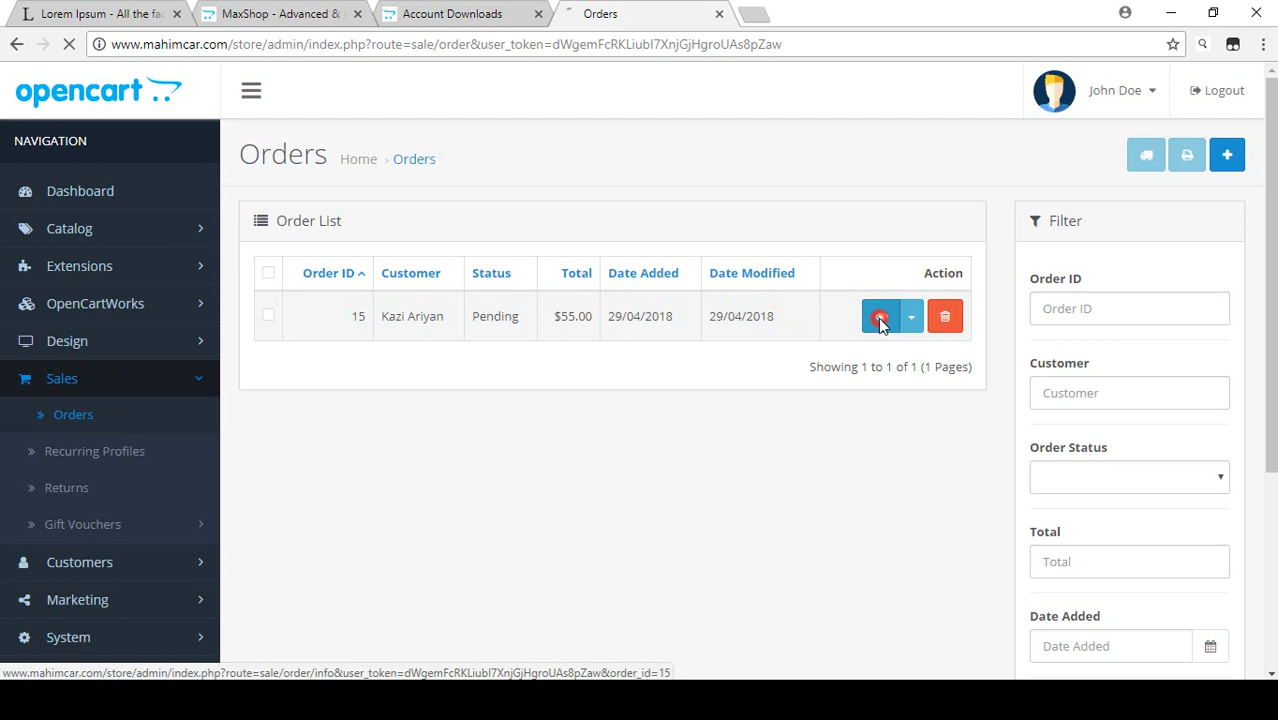 Lorem Ipsum - All the fac
MaxShop - Advanced &
Account Downloads
Orders
www.mahimcar.com/store/admin/index.php?route=sale/order&user_token=dWgemFcRKLiubI7XnjGjHgroUAs8pZaw
opencart
John Doe
Logout
NAVIGATION
Orders Home › Orders
Dashboard
Catalog
Extensions
OpenCartWorks
Design
Sales
Orders
Recurring Profiles
Returns
Gift Vouchers
Customers
Marketing
System
Order List
Order ID Customer Status Total Date Added Date Modified Action
15 Kazi Ariyan Pending $55.00 29/04/2018 29/04/2018
Showing 1 to 1 of 1 (1 Pages)
Filter
Order ID
Order ID
Customer
Customer
Order Status
Total
Total
Date Added
Date Added
www.mahimcar.com/store/admin/index.php?route=sale/order/info&user_token=dWgemFcRKLiubI7XnjGjHgroUAs8pZaw&order_id=15